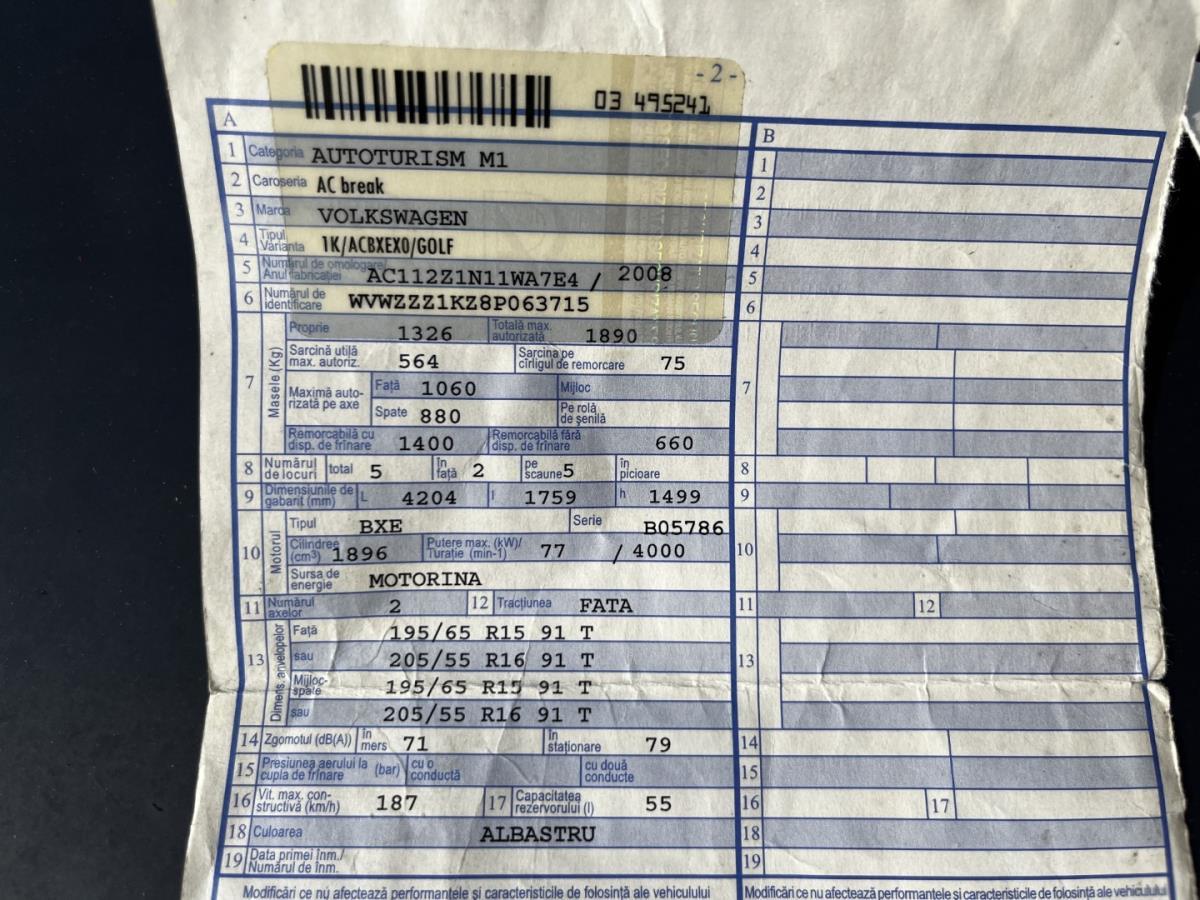 - 2 -
03 495241
A
1 Categoria AUTOTURISM M1
2 Caroseria AC break
3 Marca VOLKSWAGEN
4 Tipul Varianta 1K/ACBXEX0/GOLF
5 Numărul de omologare/ Anul fabricației AC112Z1N11WA7E4 / 2008
6 Numărul de identificare WVWZZZ1KZ8P063715
7 Masele (Kg)
Proprie 1326 Totală max. autorizată 1890
Sarcină utilă max. autoriz. 564 Sarcina pe cîrligul de remorcare 75
Maximă autorizată pe axe Față 1060 Mijloc
Spate 880 Pe rolă de șenilă
Remorcabilă cu disp. de frînare 1400 Remorcabilă fără disp. de frînare 660
8 Numărul de locuri total 5 în față 2 pe scaune 5 în picioare
9 Dimensiunile de gabarit (mm) L 4204 l 1759 h 1499
10 Motorul
Tipul BXE Serie B05786
Cilindree (cm³) 1896 Putere max. (kW)/ Turație (min-1) 77 / 4000
Sursa de energie MOTORINA
11 Numărul axelor 2 12 Tracțiunea FATA
13 Dimens. anvelopelor
Față 195/65 R15 91 T
sau 205/55 R16 91 T
Mijloc-spate 195/65 R15 91 T
sau 205/55 R16 91 T
14 Zgomotul (dB(A)) în mers 71 în staționare 79
15 Presiunea aerului la cupla de frînare (bar) cu o conductă cu două conducte
16 Vit. max. constructivă (km/h) 187 17 Capacitatea rezervorului (l) 55
18 Culoarea ALBASTRU
19 Data primei înm./ Numărul de înm.
Modificări ce nu afectează performanțele și caracteristicile de folosință ale vehiculului
B
1
2
3
4
5
6
7
8
9
10
11 12
13
14
15
16 17
18
19
Modificări ce nu afectează performanțele și caracteristicile de folosință ale vehiculului